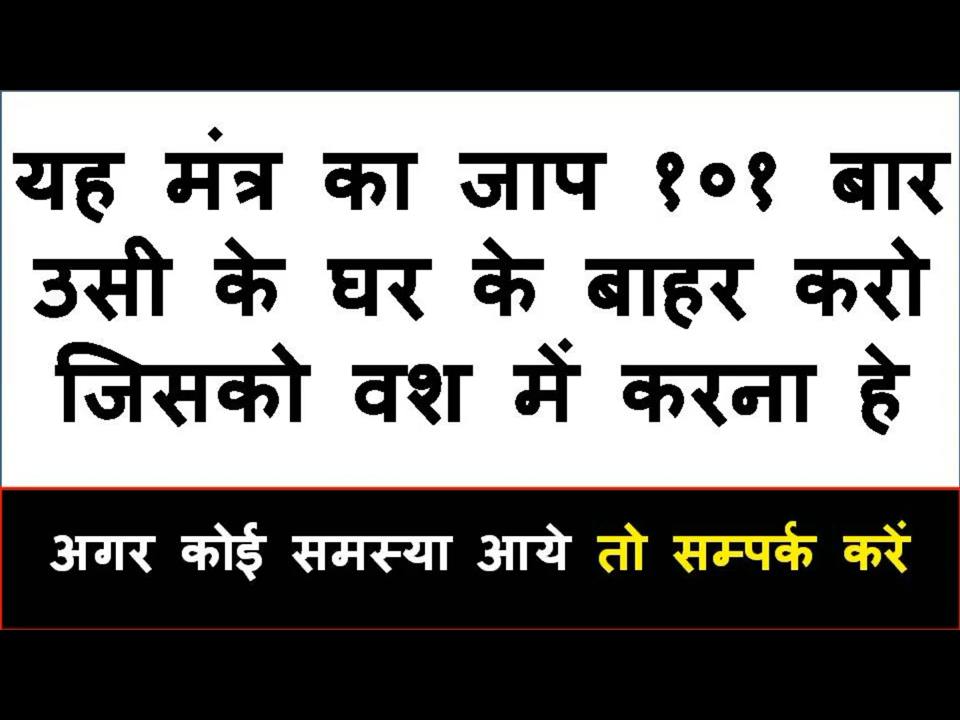 यह मंत्र का जाप १०१ बार
उसी के घर के बाहर करो
जिसको वश में करना हे
अगर कोई समस्या आये तो सम्पर्क करें